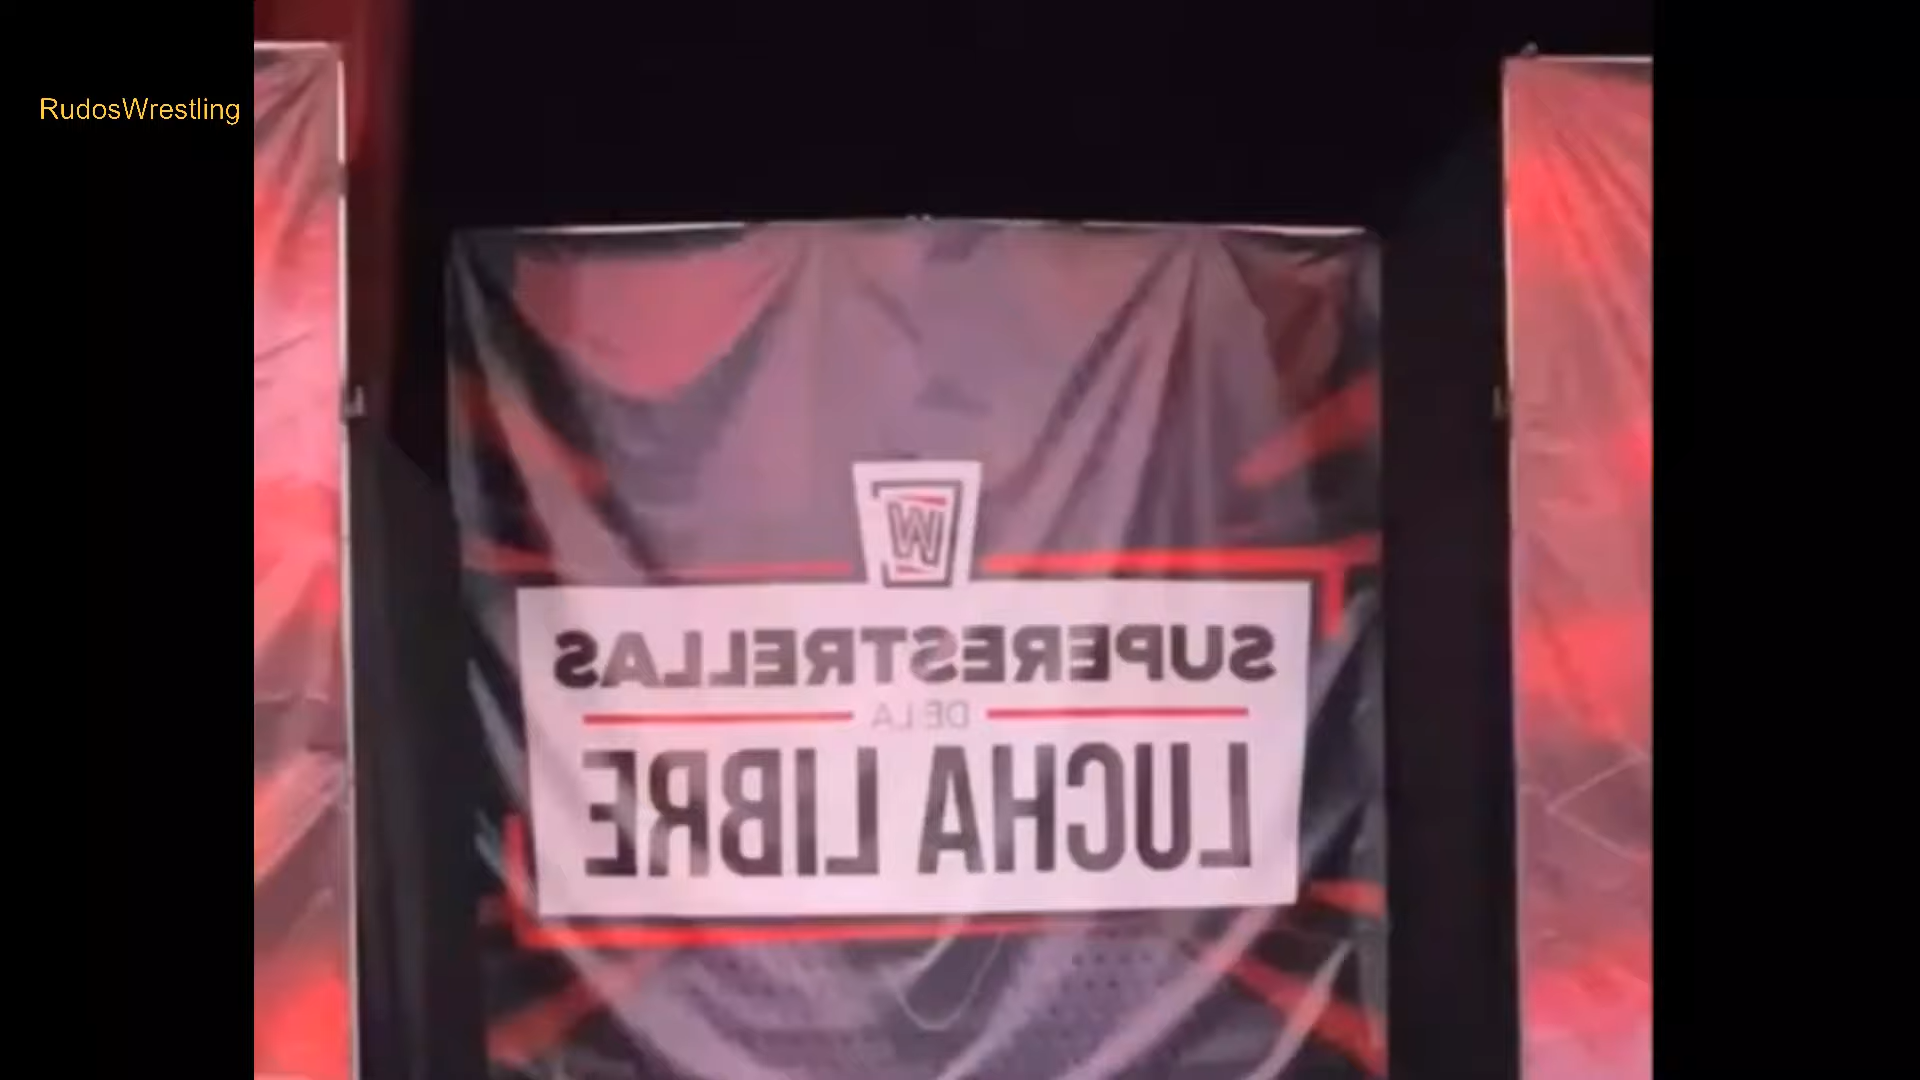 RudosWrestling
W
SUPERESTRELLAS
DE LA
LUCHA LIBRE